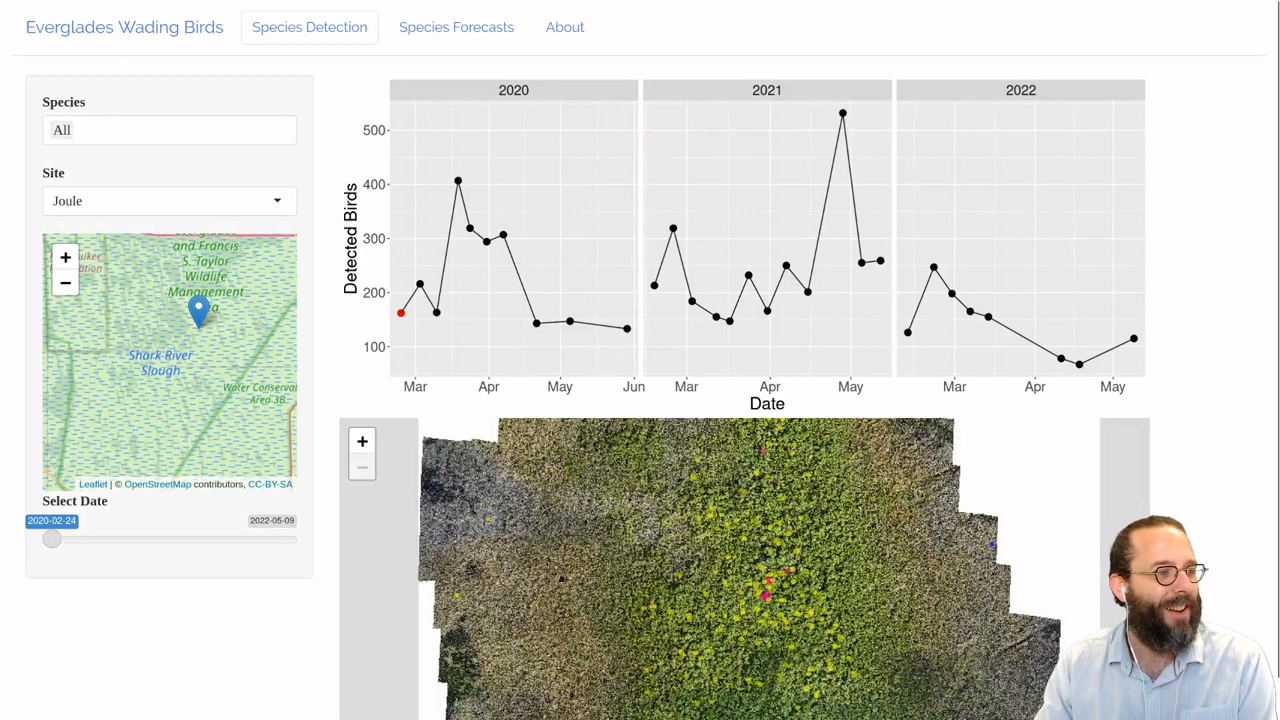 Everglades Wading Birds
Species Detection
Species Forecasts
About
Species
All
Site
Joule
+
−
and Francis
S. Taylor
Wildlife
Management
Shark River
Slough
Water Conserva
Area 3B
Leaflet | © OpenStreetMap contributors, CC-BY-SA
Select Date
2020-02-24
2022-05-09
2020
2021
2022
Detected Birds
500
400
300
200
100
Mar
Apr
May
Jun
Mar
Apr
May
Mar
Apr
May
Date
+
−